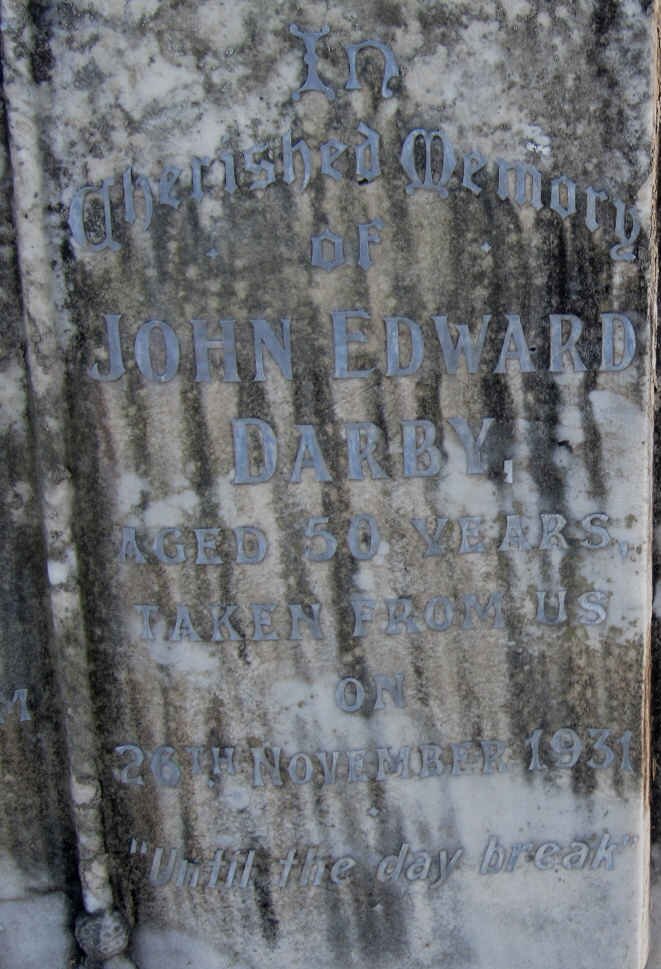 In
Cherished Memory
of
JOHN EDWARD
DARBY,
AGED 50 YEARS,
TAKEN FROM US
ON
26TH NOVEMBER 1931
"Until the day break"
M